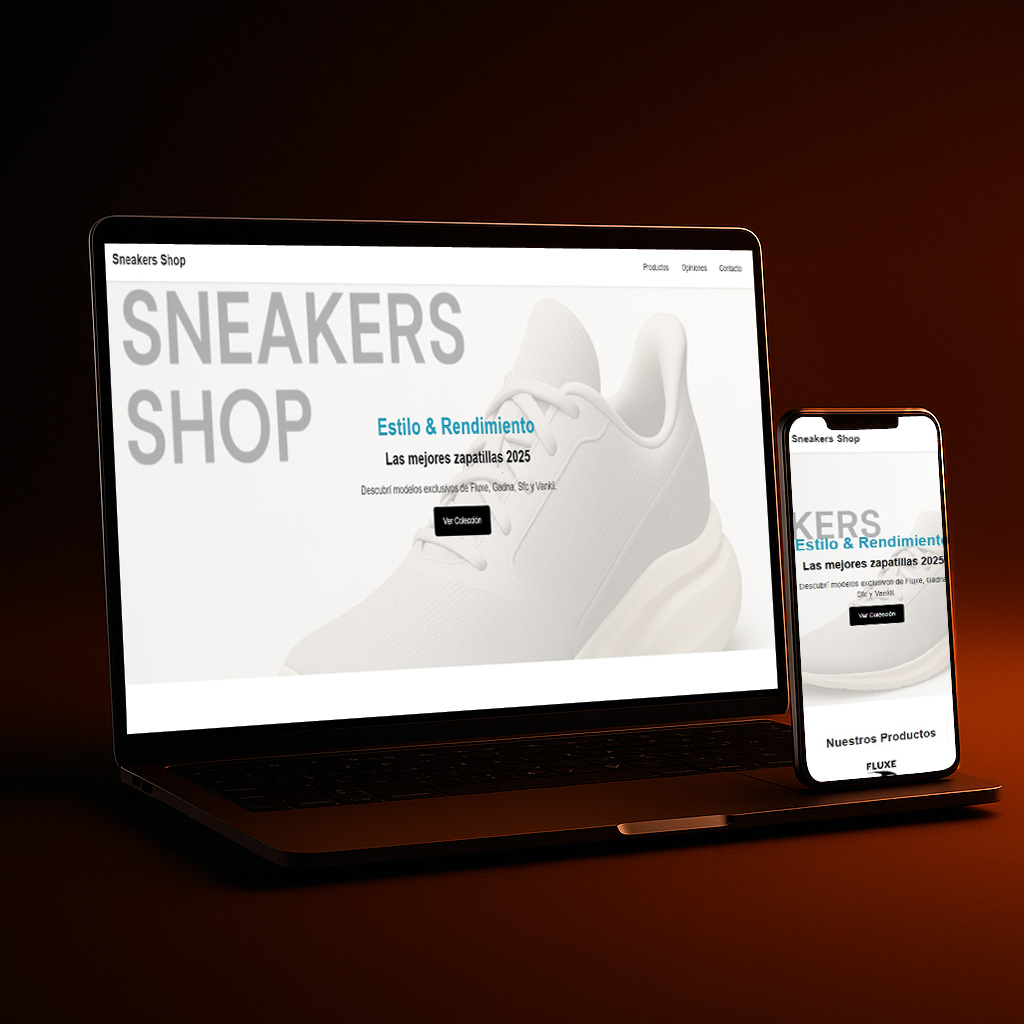 Sneakers Shop
Productos Opiniones Contacto
SNEAKERS
SHOP
Estilo & Rendimiento
Las mejores zapatillas 2025
Descubrí modelos exclusivos de Fluxe, Gadna, Sfc y Vankii.
Ver Colección
Sneakers Shop
KERS
Estilo & Rendimiento
Las mejores zapatillas 2025
Descubrí modelos exclusivos de Fluxe, Gadna,
Sfc y Vankii.
Ver Colección
Nuestros Productos
FLUXE